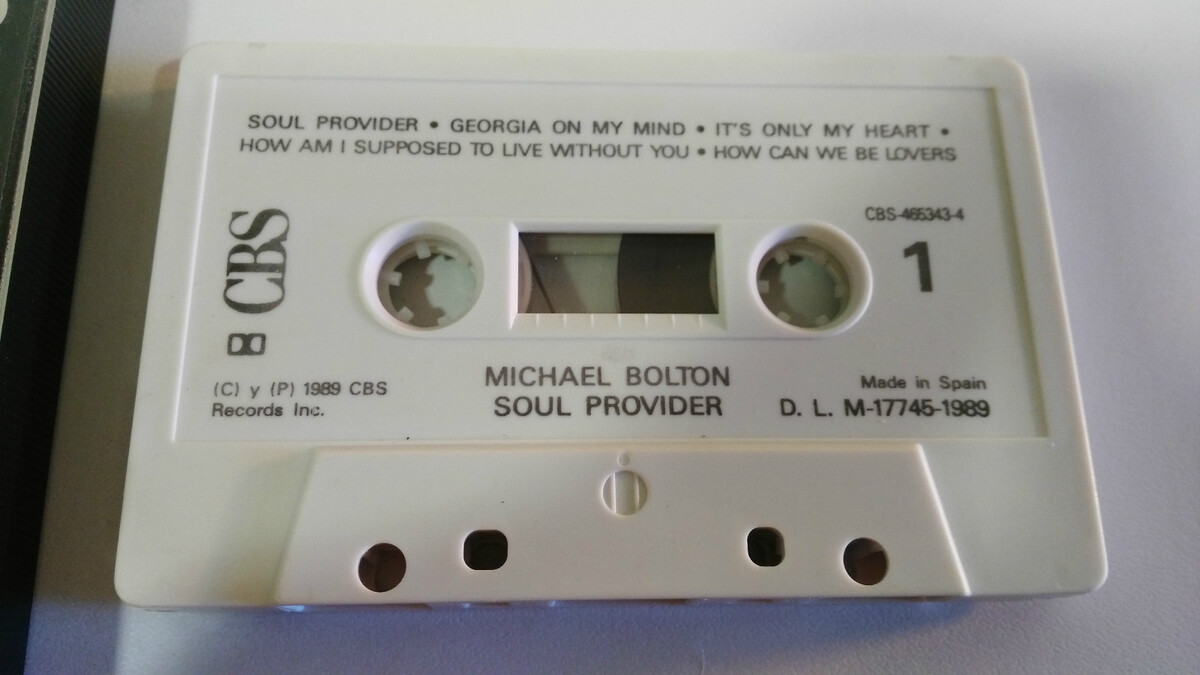 SOUL PROVIDER • GEORGIA ON MY MIND • IT'S ONLY MY HEART •
HOW AM I SUPPOSED TO LIVE WITHOUT YOU • HOW CAN WE BE LOVERS
CBS-465343-4
CBS
1
MICHAEL BOLTON
SOUL PROVIDER
(C) y (P) 1989 CBS
Records Inc.
Made in Spain
D. L. M-17745-1989